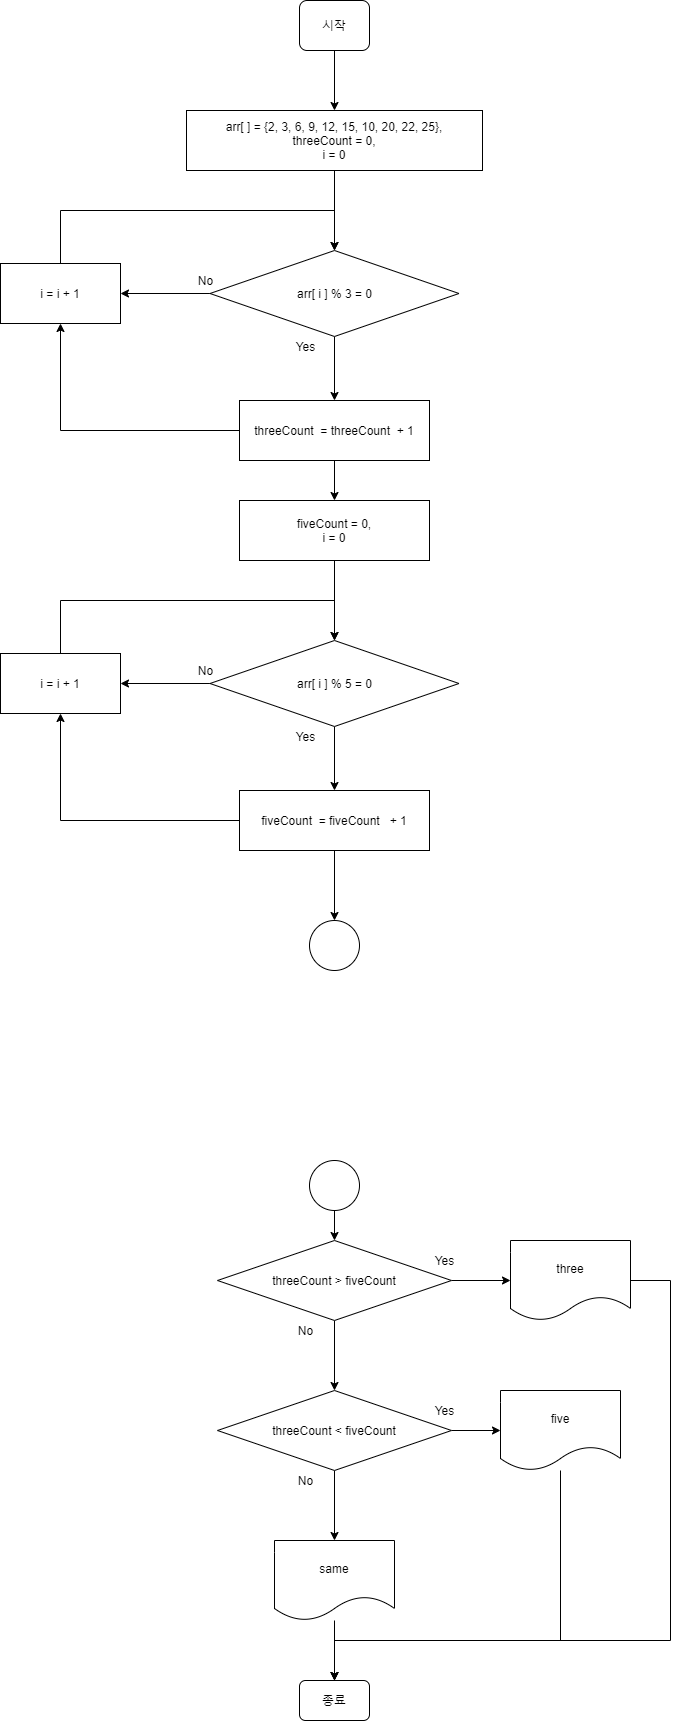 시작
arr[ ] = {2, 3, 6, 9, 12, 15, 10, 20, 22, 25},
threeCount = 0,
i = 0
No
i = i + 1
arr[ i ] % 3 = 0
Yes
threeCount = threeCount + 1
fiveCount = 0,
i = 0
No
i = i + 1
arr[ i ] % 5 = 0
Yes
fiveCount = fiveCount + 1
Yes
threeCount > fiveCount
three
No
Yes
threeCount < fiveCount
five
No
same
종료